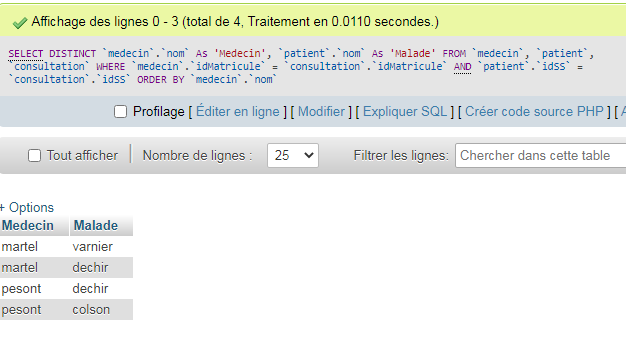 Affichage des lignes 0 - 3 (total de 4, Traitement en 0.0110 secondes.)
SELECT DISTINCT `medecin`.`nom` As 'Medecin', `patient`.`nom` As 'Malade' FROM `medecin`, `patient`,
`consultation` WHERE `medecin`.`idMatricule` = `consultation`.`idMatricule` AND `patient`.`idSS` =
`consultation`.`idSS` ORDER BY `medecin`.`nom`
Profilage [ Éditer en ligne ] [ Modifier ] [ Expliquer SQL ] [ Créer code source PHP ] [
Tout afficher Nombre de lignes : 25 Filtrer les lignes: Chercher dans cette table
+ Options
Medecin Malade
martel varnier
martel dechir
pesont dechir
pesont colson